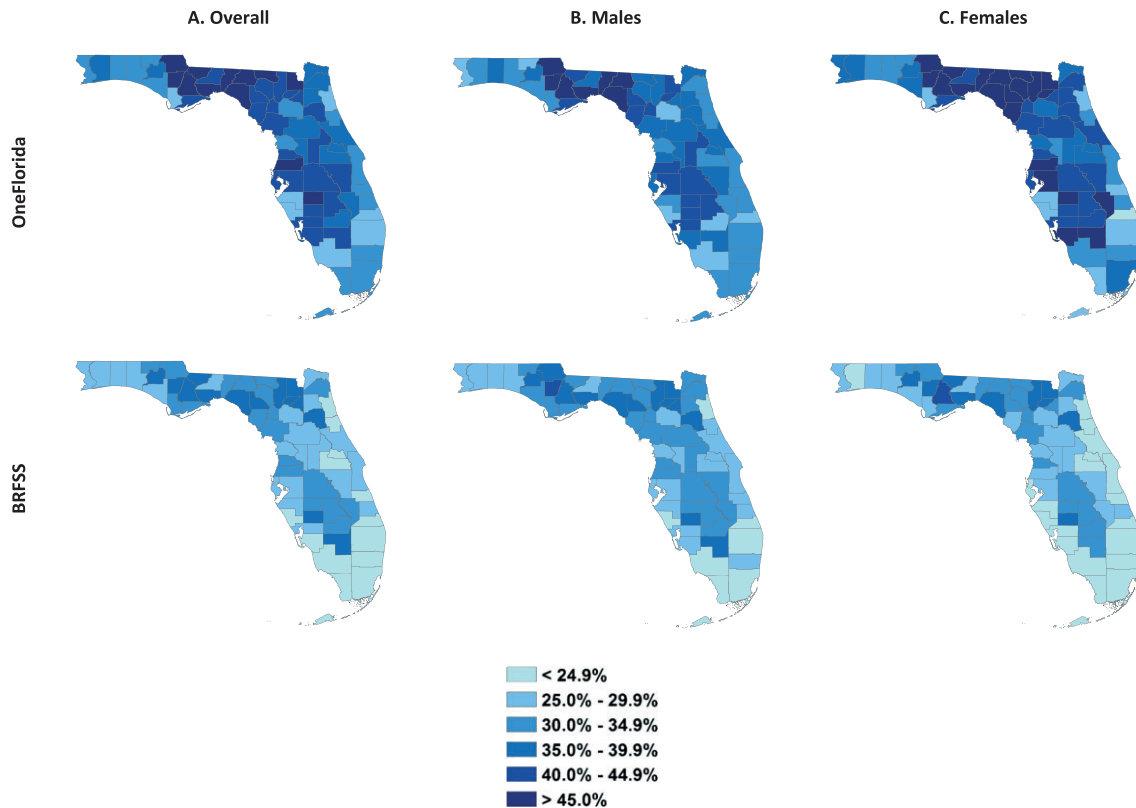 A. Overall
B. Males
C. Females
OneFlorida
BRFSS
< 24.9%
25.0% - 29.9%
30.0% - 34.9%
35.0% - 39.9%
40.0% - 44.9%
> 45.0%